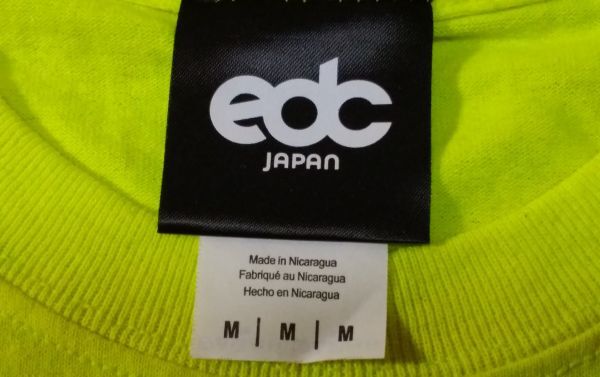 edc
JAPAN
Made in Nicaragua
Fabriqué au Nicaragua
Hecho en Nicaragua
M | M | M